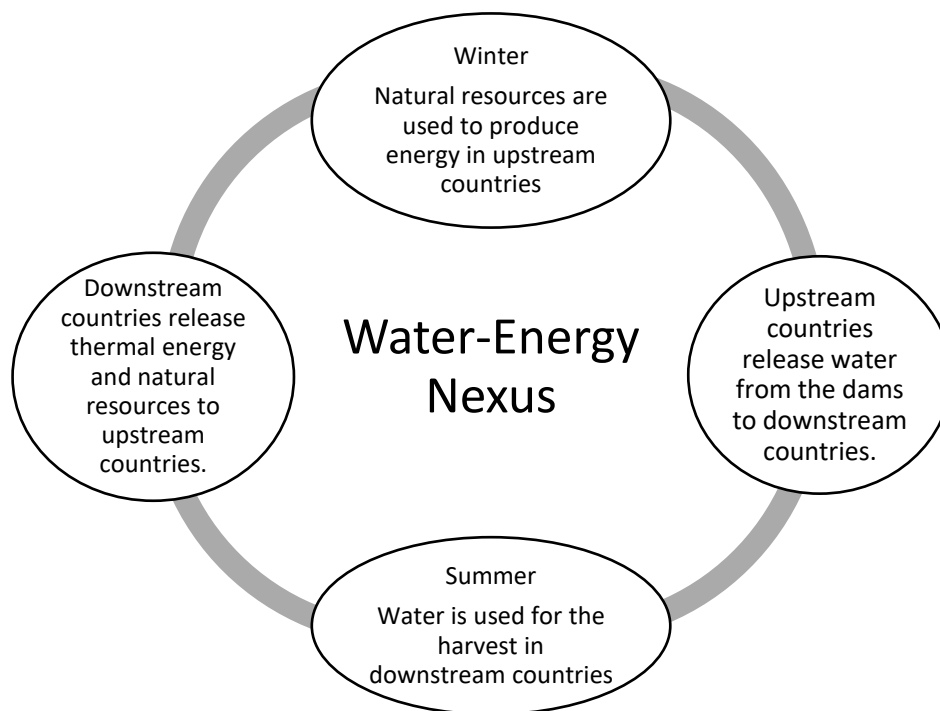 Winter
Natural resources are
used to produce
energy in upstream
countries
Downstream
countries release
thermal energy
and natural
resources to
upstream
countries.
Water-Energy
Nexus
Upstream
countries
release water
from the dams
to downstream
countries.
Summer
Water is used for the
harvest in
downstream countries